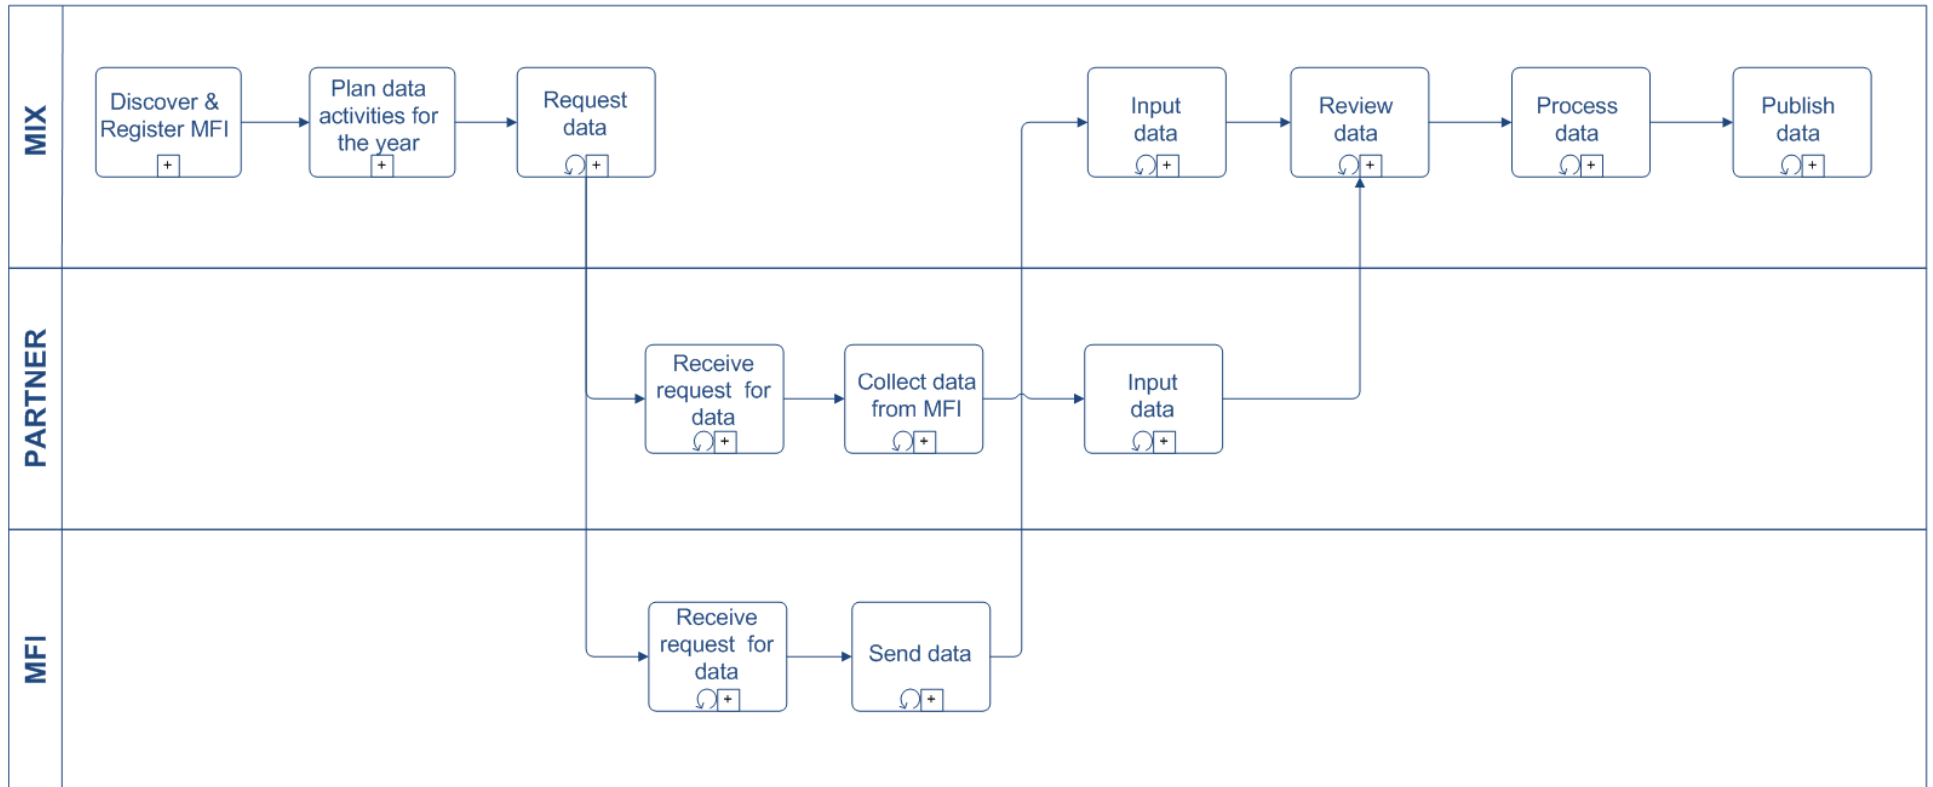 MIX
Discover &
Register MFI
Plan data
activities for
the year
Request
data
Input
data
Review
data
Process
data
Publish
data
PARTNER
Receive
request for
data
Collect data
from MFI
Input
data
MFI
Receive
request for
data
Send data